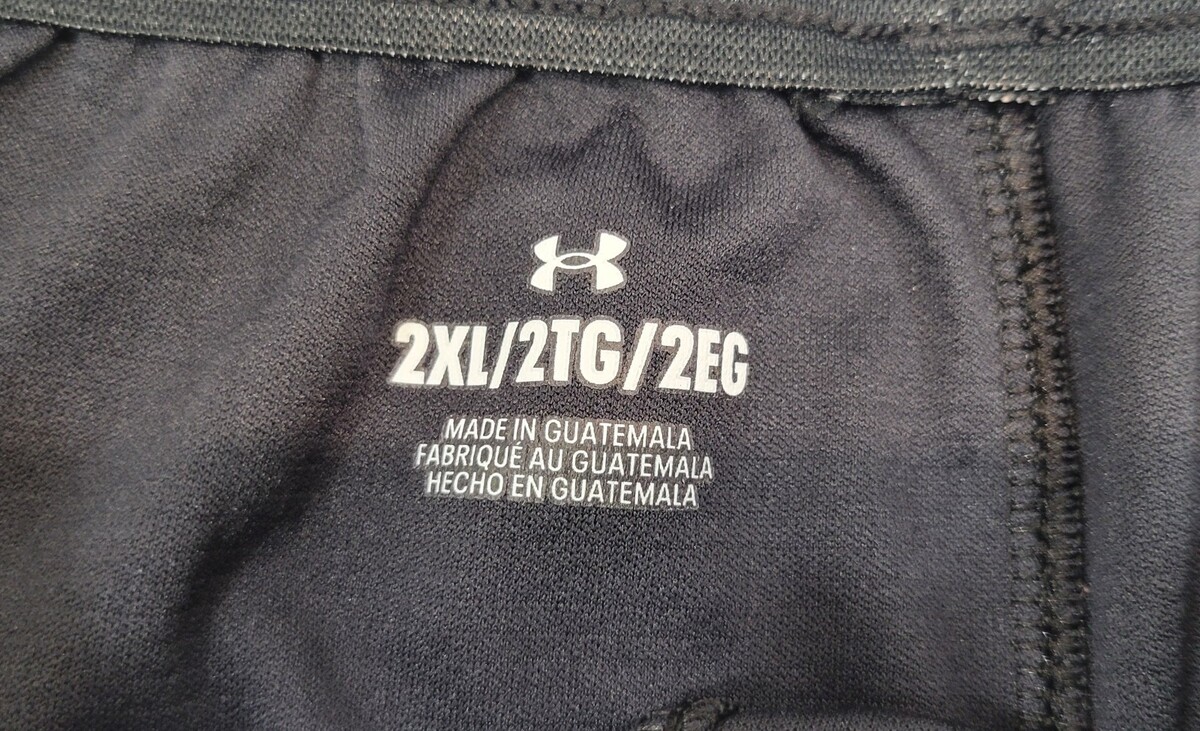 2XL/2TG/2EG
MADE IN GUATEMALA
FABRIQUÉ AU GUATEMALA
HECHO EN GUATEMALA